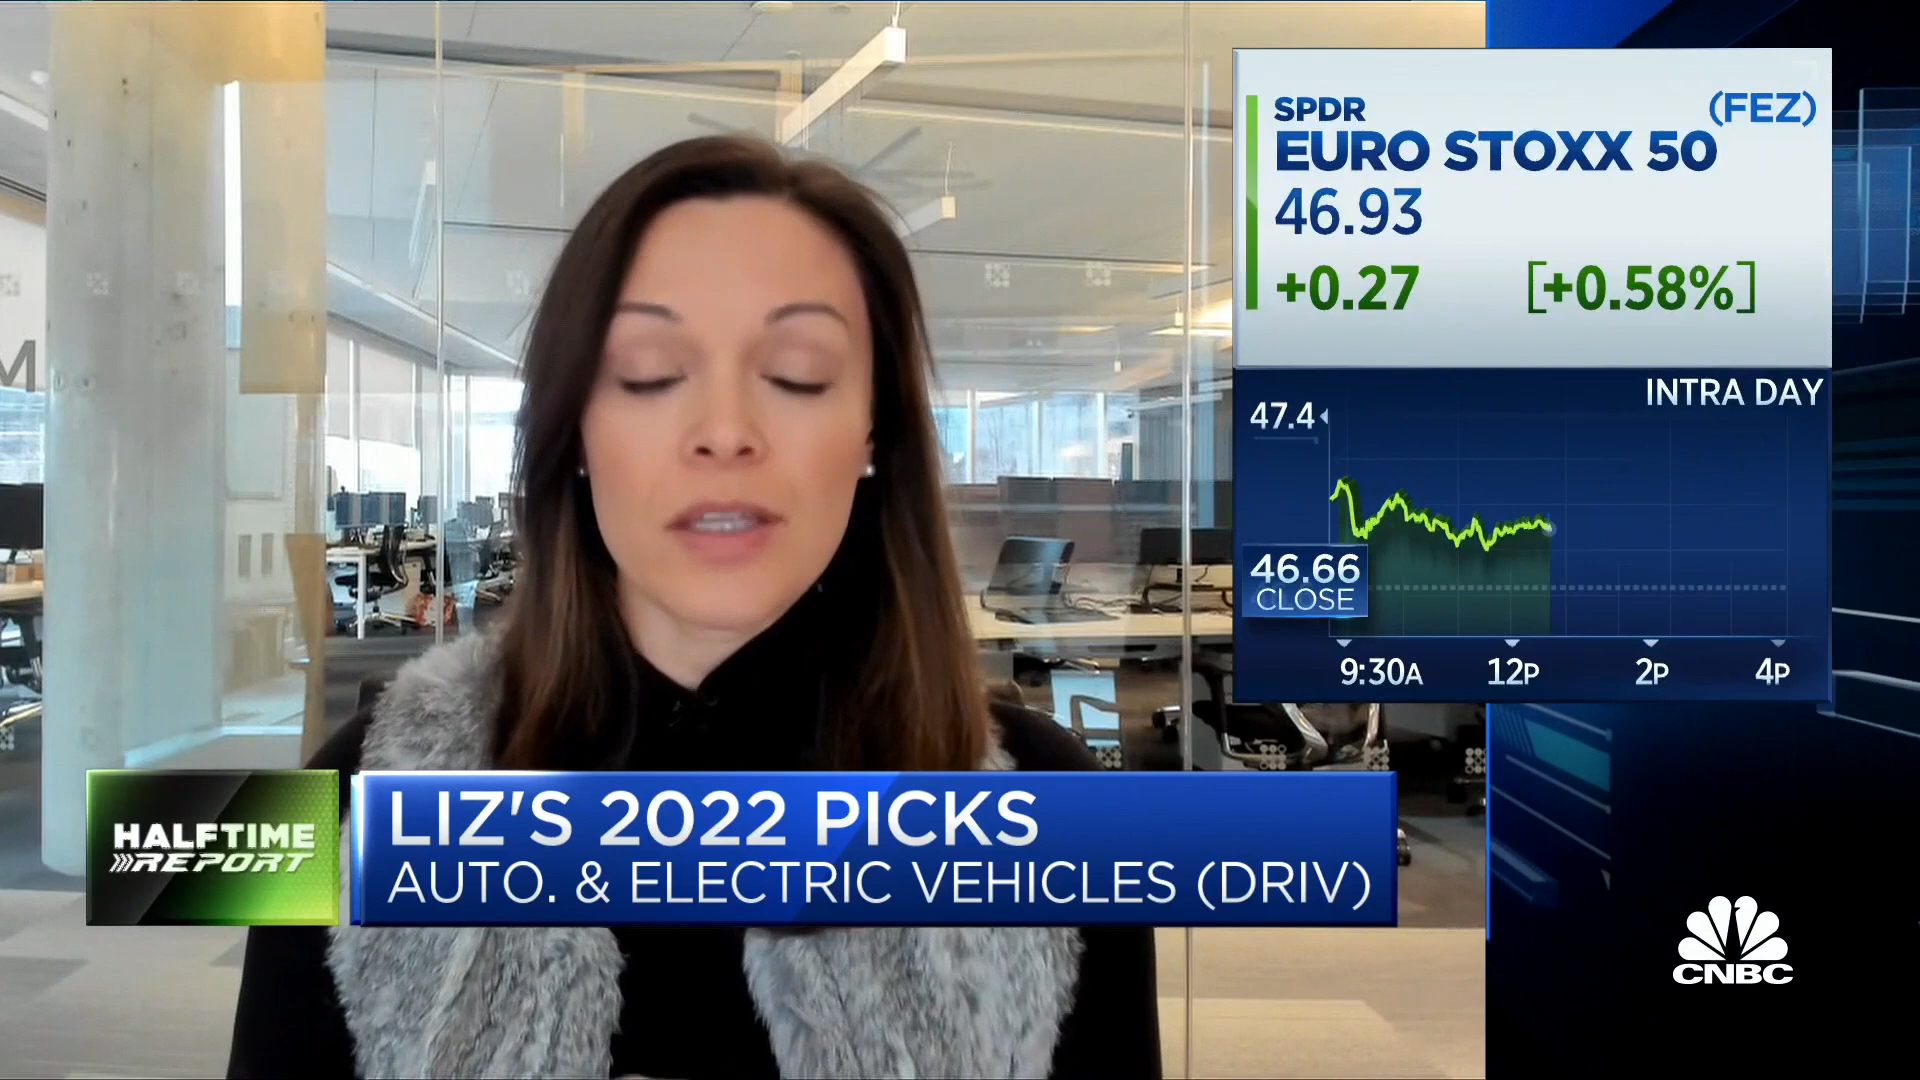 SPDR
(FEZ)
EURO STOXX 50
46.93
+0.27 [+0.58%]
INTRA DAY
47.4
46.66
CLOSE
9:30A 12P 2P 4P
M
HALFTIME
REPORT
LIZ'S 2022 PICKS
AUTO. & ELECTRIC VEHICLES (DRIV)
CNBC